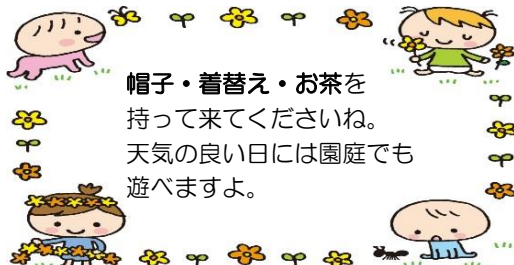 帽子・着替え・お茶を
持って来てくださいね。
天気の良い日には園庭でも
遊べますよ。